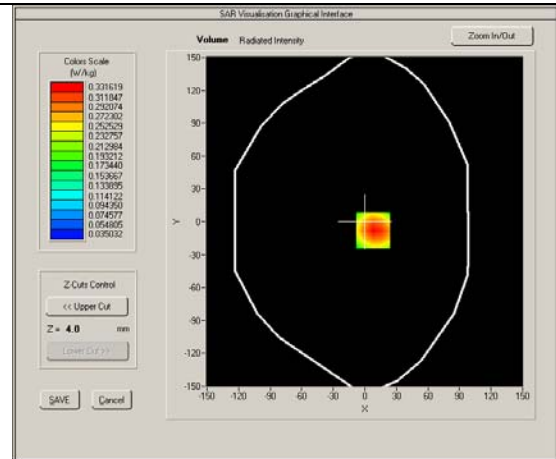 SAR Visualisation Graphical Interface
Colors Scale
(W/kg)
0.331619
0.311847
0.292074
0.272302
0.252529
0.232757
0.212984
0.193212
0.173440
0.153667
0.133895
0.114122
0.094350
0.074577
0.054805
0.035032
Z-Cuts Control
<< Upper Cut
Z = 4.0 mm
Lower Cut >>
SAVE Cancel
Volume Radiated Intensity
Zoom In/Out
150
120
90
60
30
0
-30
-60
-90
-120
-150
Y
-150 -120 -90 -60 -30 0 30 60 90 120 150
X